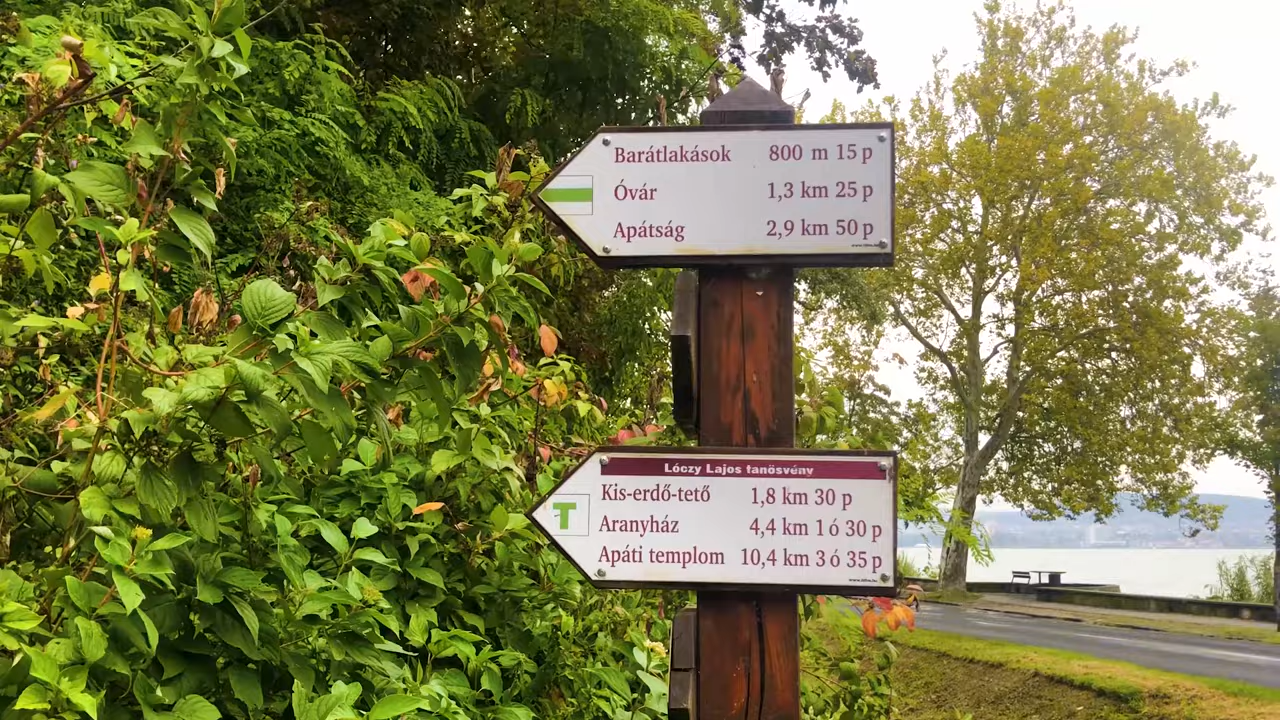 Barátlakások 800 m 15 p
Óvár 1,3 km 25 p
Apátság 2,9 km 50 p
Lóczy Lajos tanösvény
T
Kis-erdő-tető 1,8 km 30 p
Aranyház 4,4 km 1 ó 30 p
Apáti templom 10,4 km 3 ó 35 p